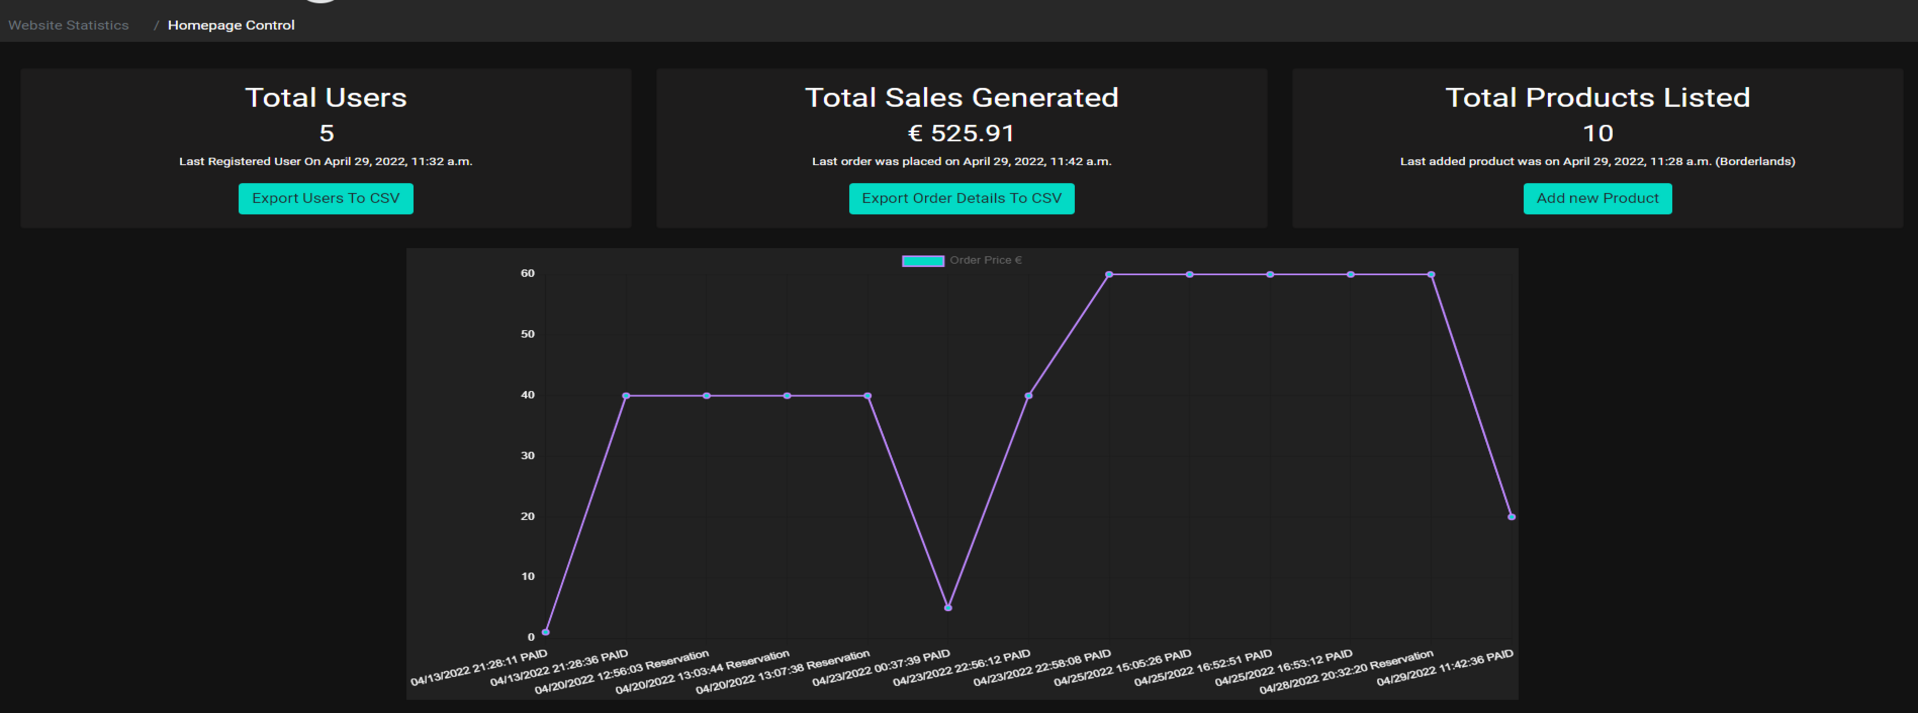 Website Statistics / Homepage Control
Total Users
5
Last Registered User On April 29, 2022, 11:32 a.m.
Export Users To CSV
Total Sales Generated
€ 525.91
Last order was placed on April 29, 2022, 11:42 a.m.
Export Order Details To CSV
Total Products Listed
10
Last added product was on April 29, 2022, 11:28 a.m. (Borderlands)
Add new Product
Order Price €
60
50
40
30
20
10
0
04/13/2022 21:28:11 PAID
04/13/2022 21:28:36 PAID
04/20/2022 12:56:03 Reservation
04/20/2022 13:03:44 Reservation
04/20/2022 13:07:38 Reservation
04/23/2022 00:37:39 PAID
04/23/2022 22:56:12 PAID
04/23/2022 22:58:08 PAID
04/25/2022 15:05:26 PAID
04/25/2022 16:52:51 PAID
04/25/2022 16:53:12 PAID
04/28/2022 20:32:20 Reservation
04/29/2022 11:42:36 PAID